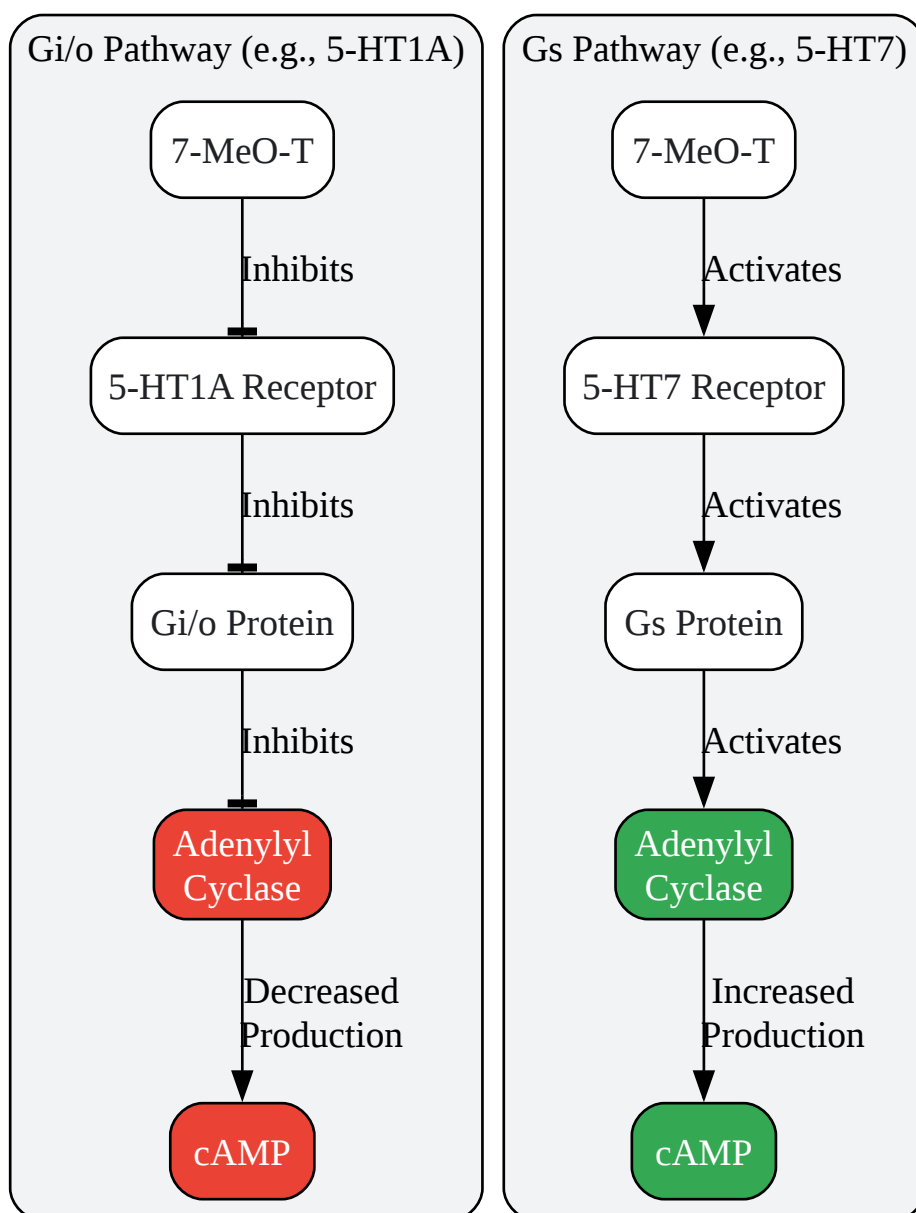 Gi/o Pathway (e.g., 5-HT1A)
7-MeO-T
Inhibits
5-HT1A Receptor
Inhibits
Gi/o Protein
Inhibits
Adenylyl
Cyclase
Decreased
Production
cAMP
Gs Pathway (e.g., 5-HT7)
7-MeO-T
Activates
5-HT7 Receptor
Activates
Gs Protein
Activates
Adenylyl
Cyclase
Increased
Production
cAMP